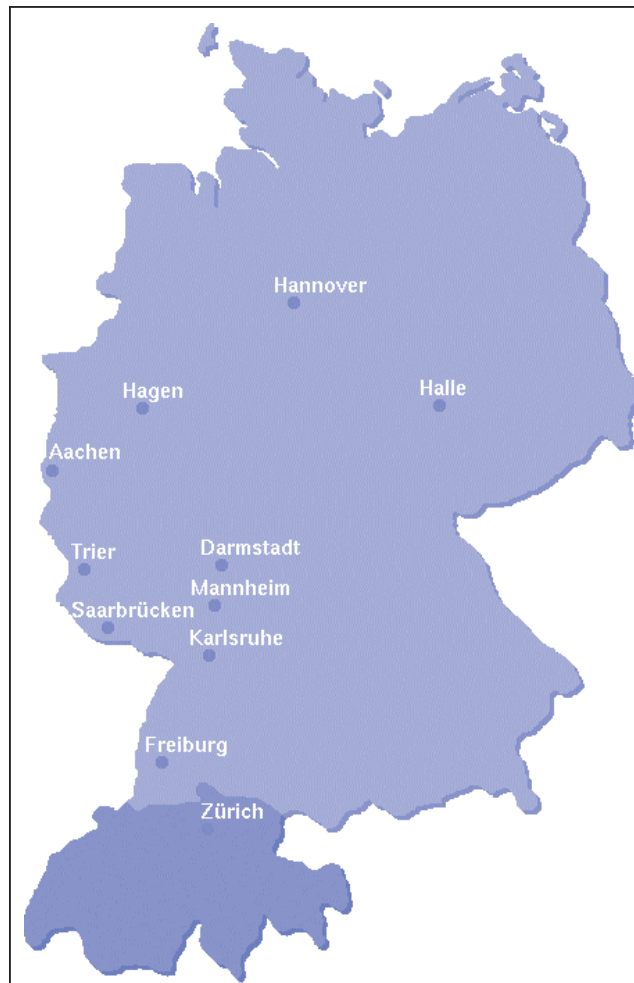 Hannover
Hagen
Halle
Aachen
Trier
Darmstadt
Mannheim
Saarbrücken
Karlsruhe
Freiburg
Zürich